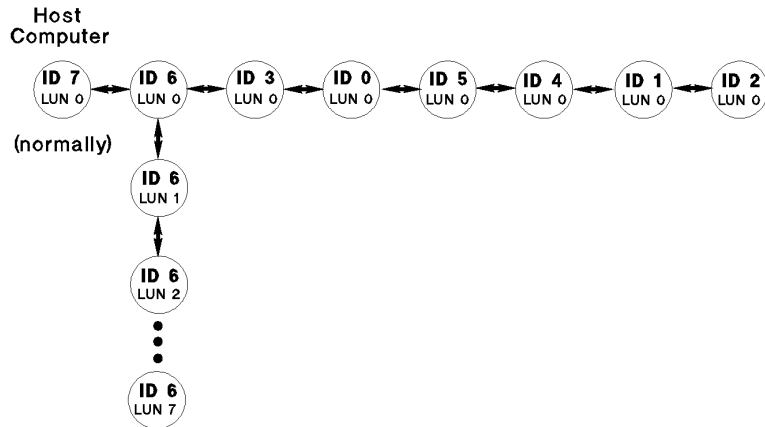 Host
Computer
ID 7
LUN 0
ID 6
LUN 0
ID 3
LUN 0
ID 0
LUN 0
ID 5
LUN 0
ID 4
LUN 0
ID 1
LUN 0
ID 2
LUN 0
(normally)
ID 6
LUN 1
ID 6
LUN 2
ID 6
LUN 7